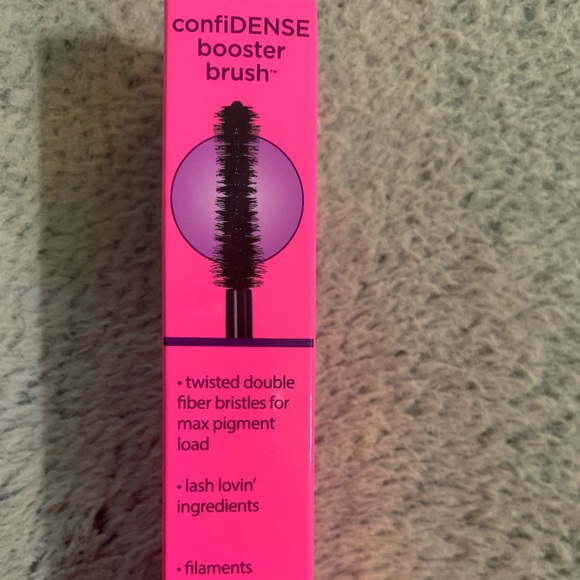 confiDENSE
booster
brush™
• twisted double
fiber bristles for
max pigment
load
• lash lovin'
ingredients
• filaments